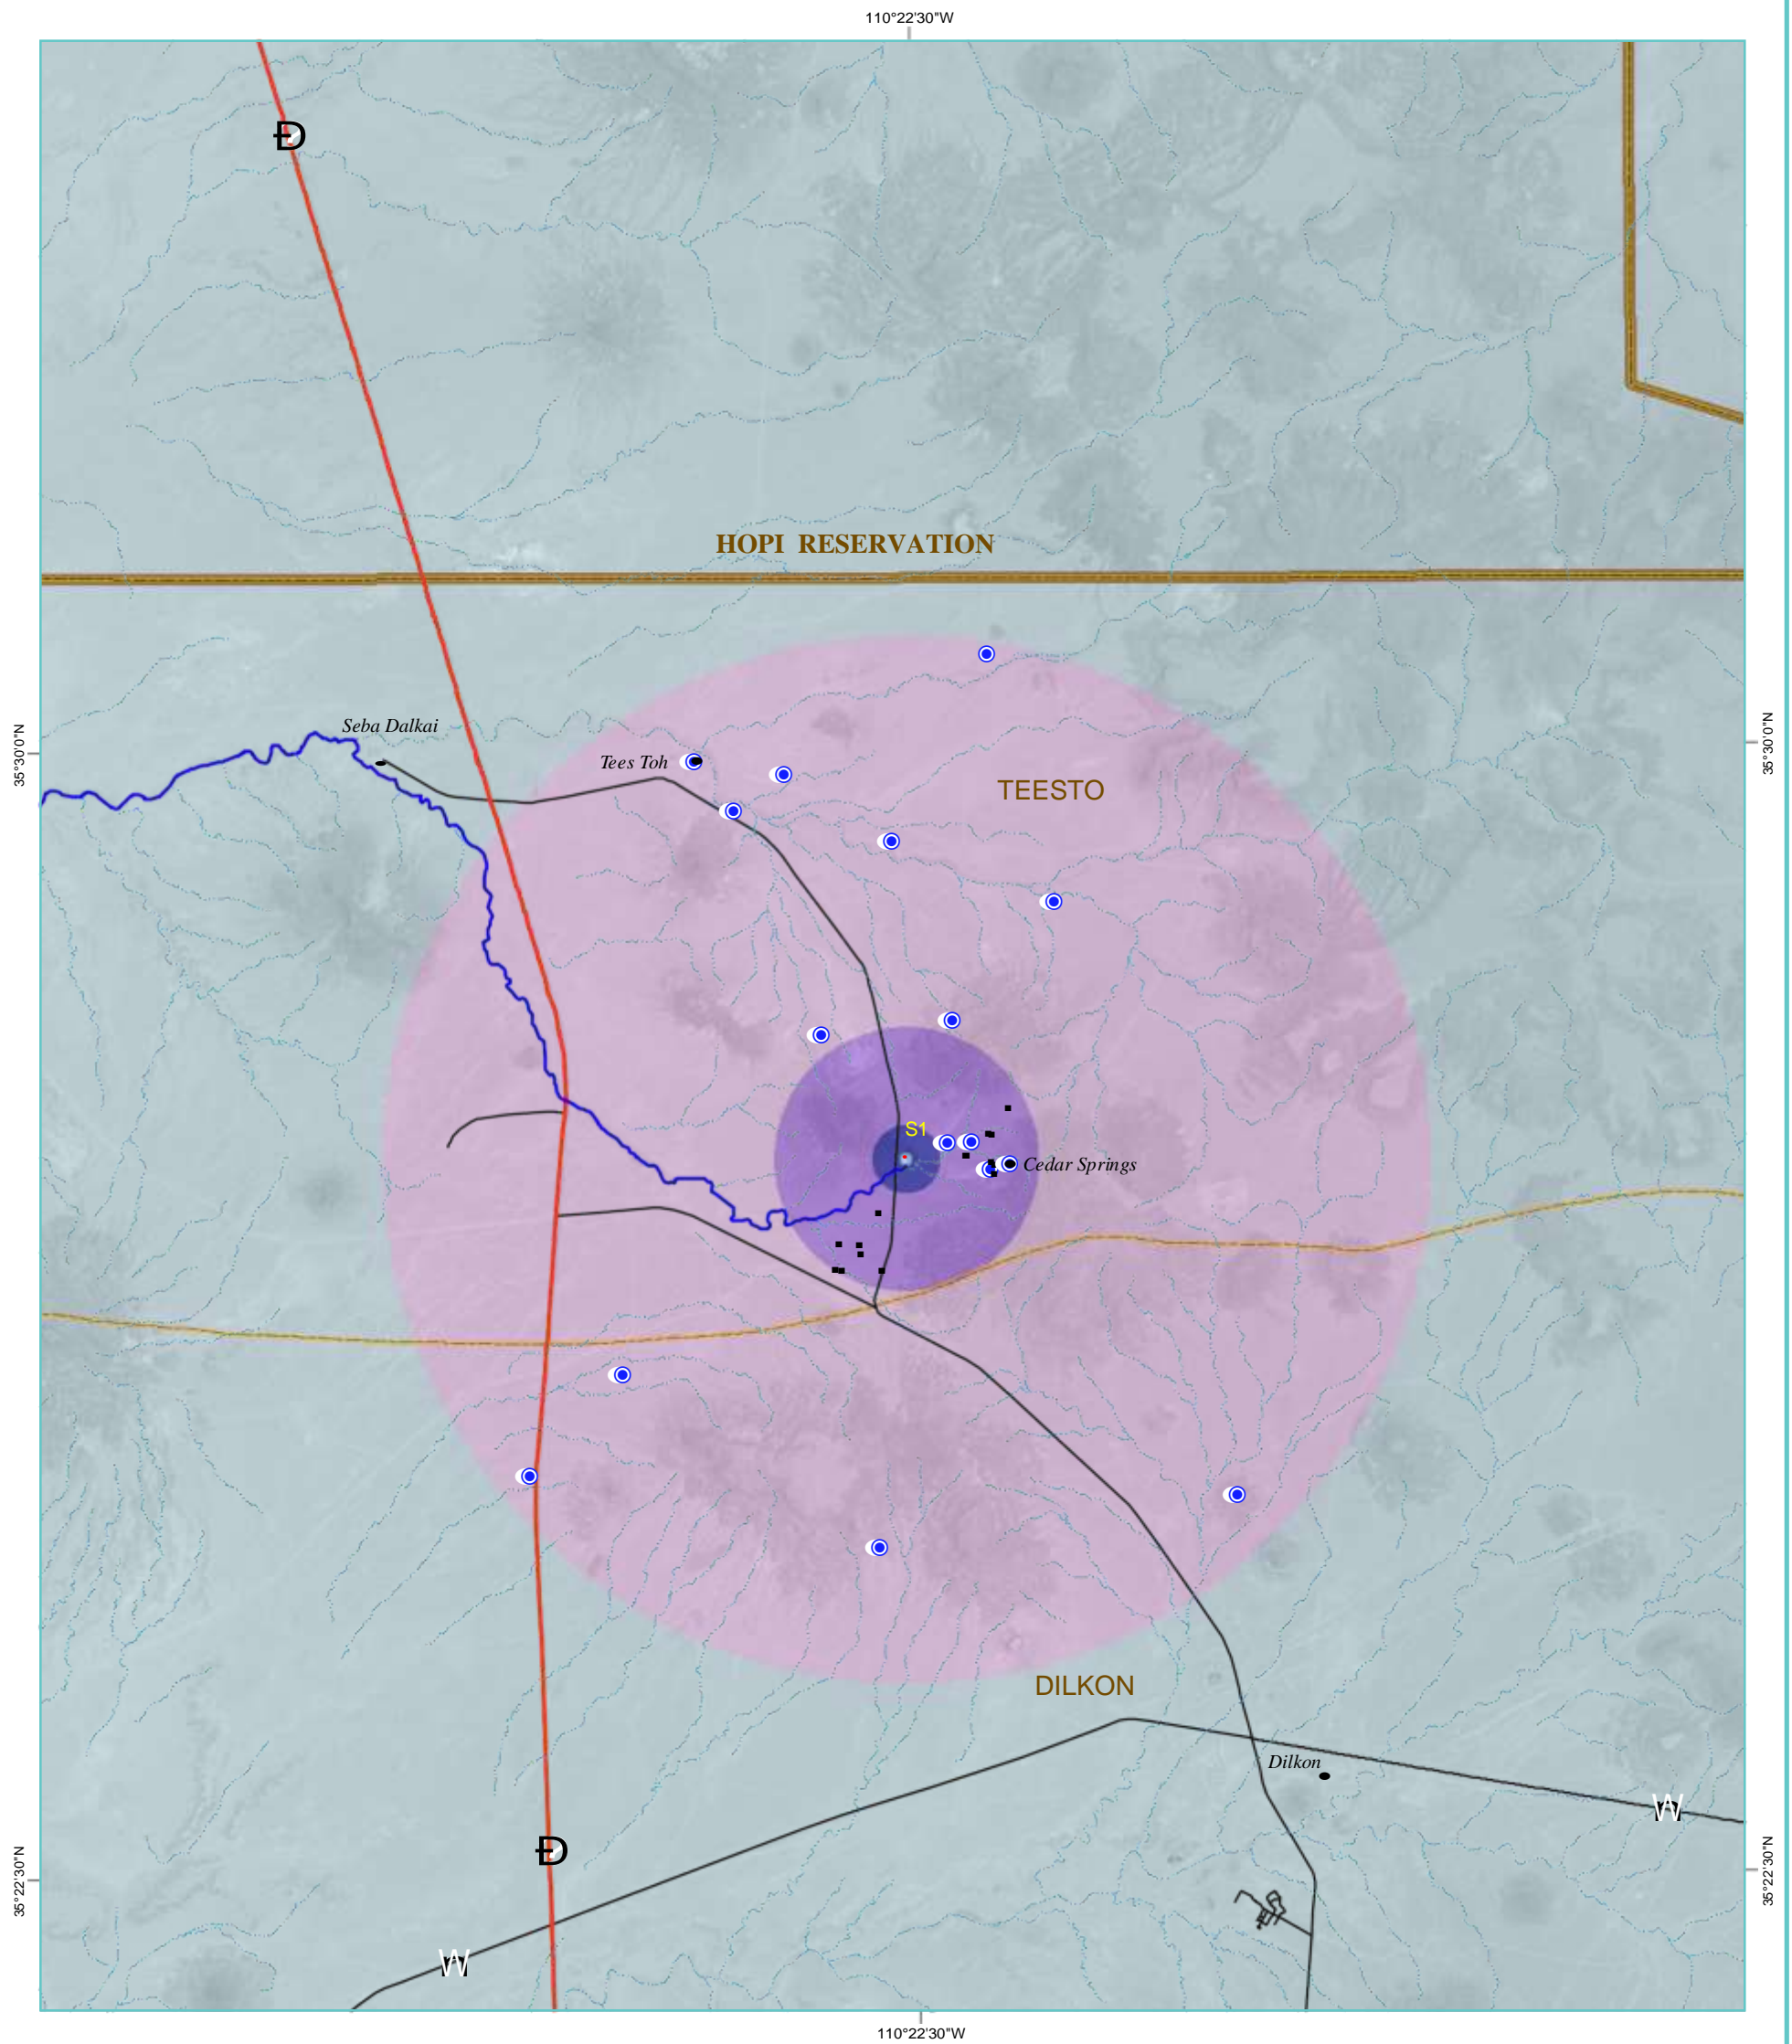 110°22'30"W
Đ
HOPI RESERVATION
Seba Dalkai
35°30'0"N
35°30'0"N
Tees Toh
TEESTO
S1
Cedar Springs
DILKON
Dilkon
W
Đ
35°22'30"N
35°22'30"N
W
110°22'30"W